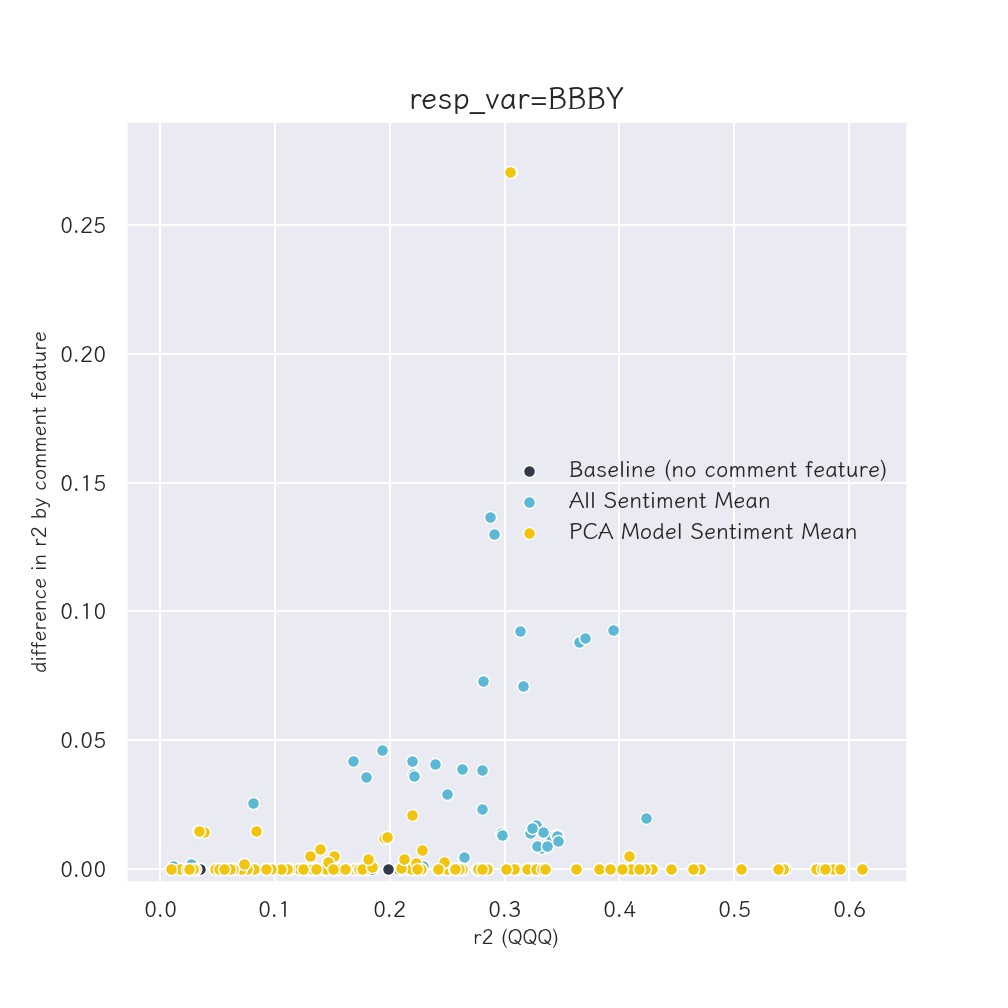 resp_var=BBBY
difference in r2 by comment feature
0.25
0.20
0.15
0.10
0.05
0.00
Baseline (no comment feature)
All Sentiment Mean
PCA Model Sentiment Mean
0.0 0.1 0.2 0.3 0.4 0.5 0.6
r2 (QQQ)